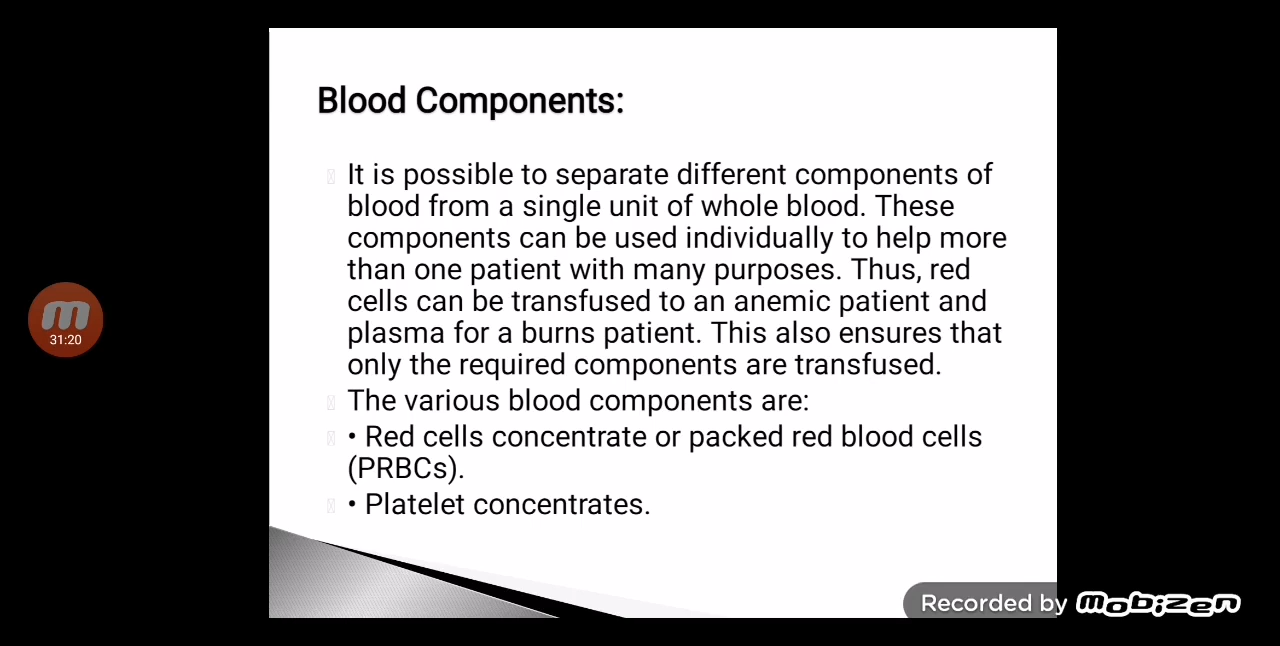 Blood Components:
It is possible to separate different components of
blood from a single unit of whole blood. These
components can be used individually to help more
than one patient with many purposes. Thus, red
cells can be transfused to an anemic patient and
plasma for a burns patient. This also ensures that
only the required components are transfused.
The various blood components are:
• Red cells concentrate or packed red blood cells
(PRBCs).
• Platelet concentrates.
31:20
Recorded by Mobizen